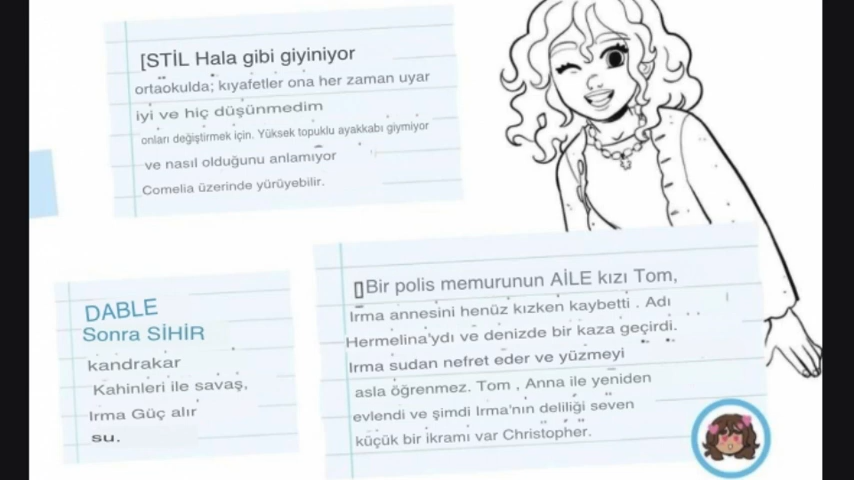 [STİL Hala gibi giyiniyor
ortaokulda; kıyafetler ona her zaman uyar
iyi ve hiç düşünmedim
onları değiştirmek için. Yüksek topuklu ayakkabı giymiyor
ve nasıl olduğunu anlamıyor
Comelia üzerinde yürüyebilir.
DABLE
Sonra SİHİR
kandrakar
Kahinleri ile savaş,
Irma Güç alır
su.
▯Bir polis memurunun AİLE kızı Tom,
Irma annesini henüz kızken kaybetti . Adı
Hermelina'ydı ve denizde bir kaza geçirdi.
Irma sudan nefret eder ve yüzmeyi
asla öğrenmez. Tom , Anna ile yeniden
evlendi ve şimdi Irma'nın deliliği seven
küçük bir ikramı var Christopher.